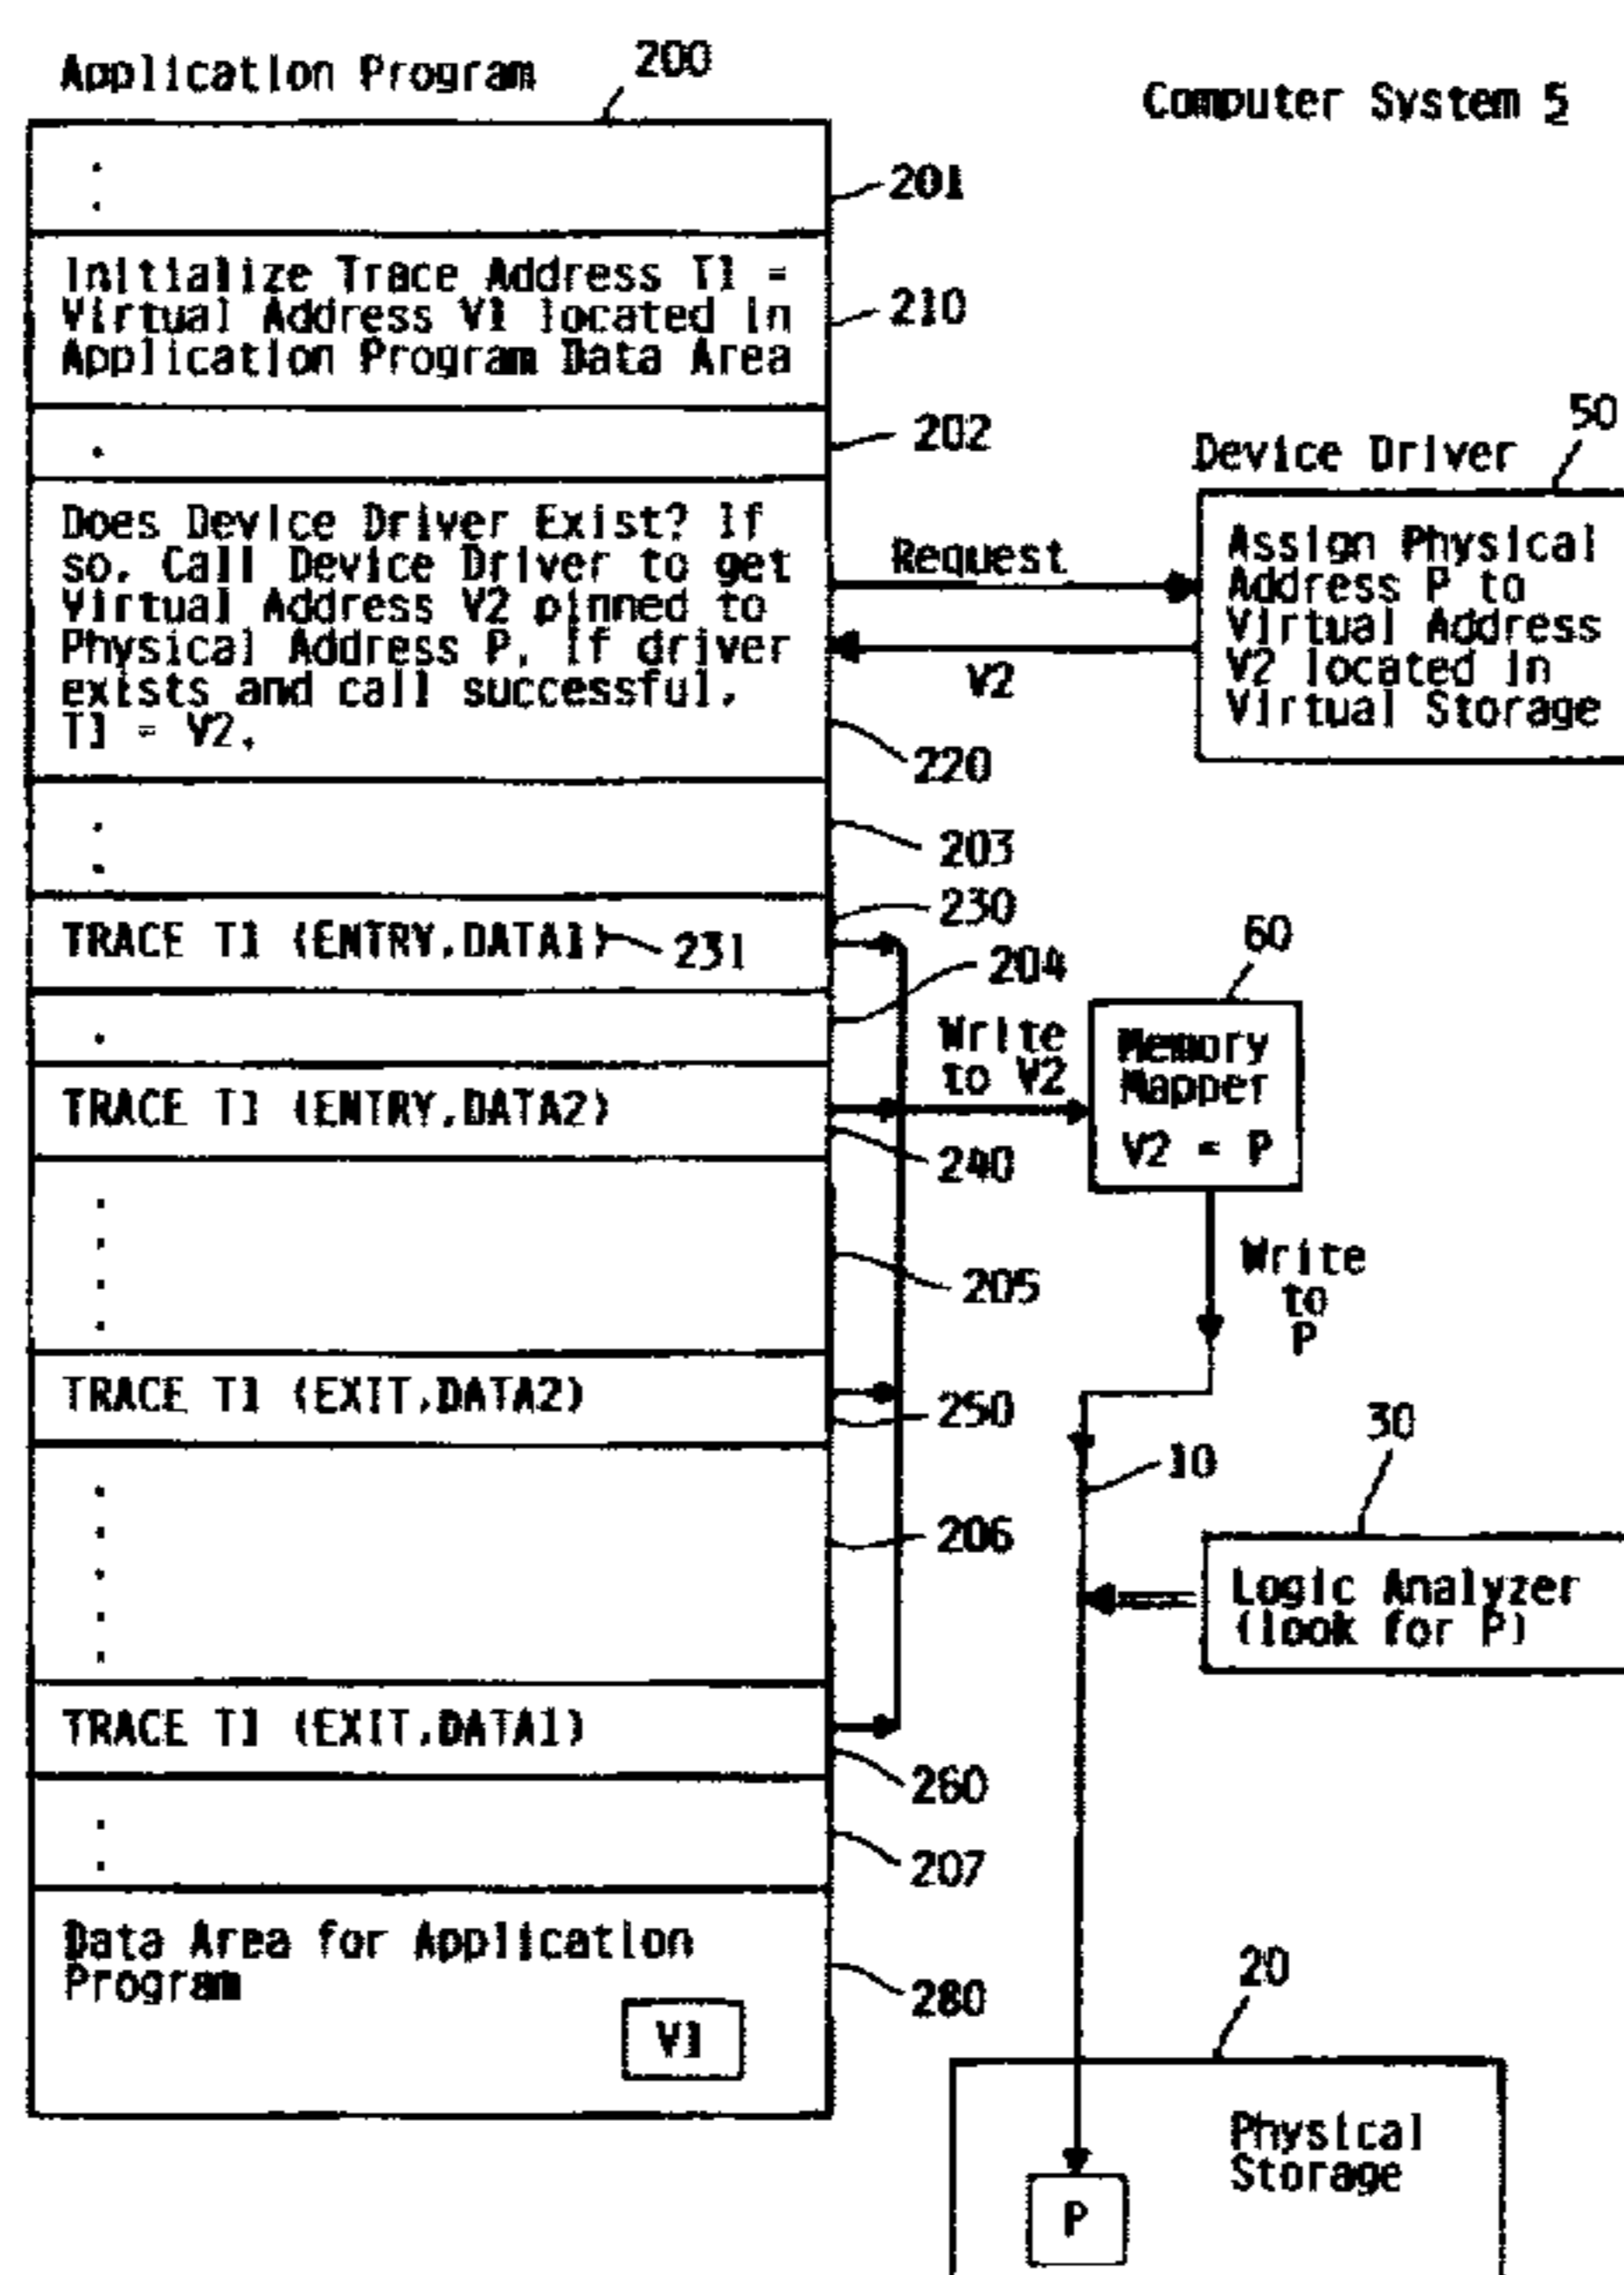 Application Program
200
Computer System 5
201
Initialize Trace Address T1 =
Virtual Address V1 located in
Application Program Data Area
210
202
Does Device Driver Exist? If
so, Call Device Driver to get
Virtual Address V2 pinned to
Physical Address P. If driver
exists and call successful,
T1 = V2.
220
Request
V2
Device Driver
50
Assign Physical
Address P to
Virtual Address
V2 located in
Virtual Storage
203
230
TRACE T1 (ENTRY,DATA1)
231
204
Write
to V2
60
Memory
Mapper
V2 = P
TRACE T1 (ENTRY,DATA2)
240
205
Write
to
P
TRACE T1 (EXIT,DATA2)
250
10
30
206
Logic Analyzer
(look for P)
TRACE T1 (EXIT,DATA1)
260
207
Data Area for Application
Program
280
V1
20
Physical
Storage
P